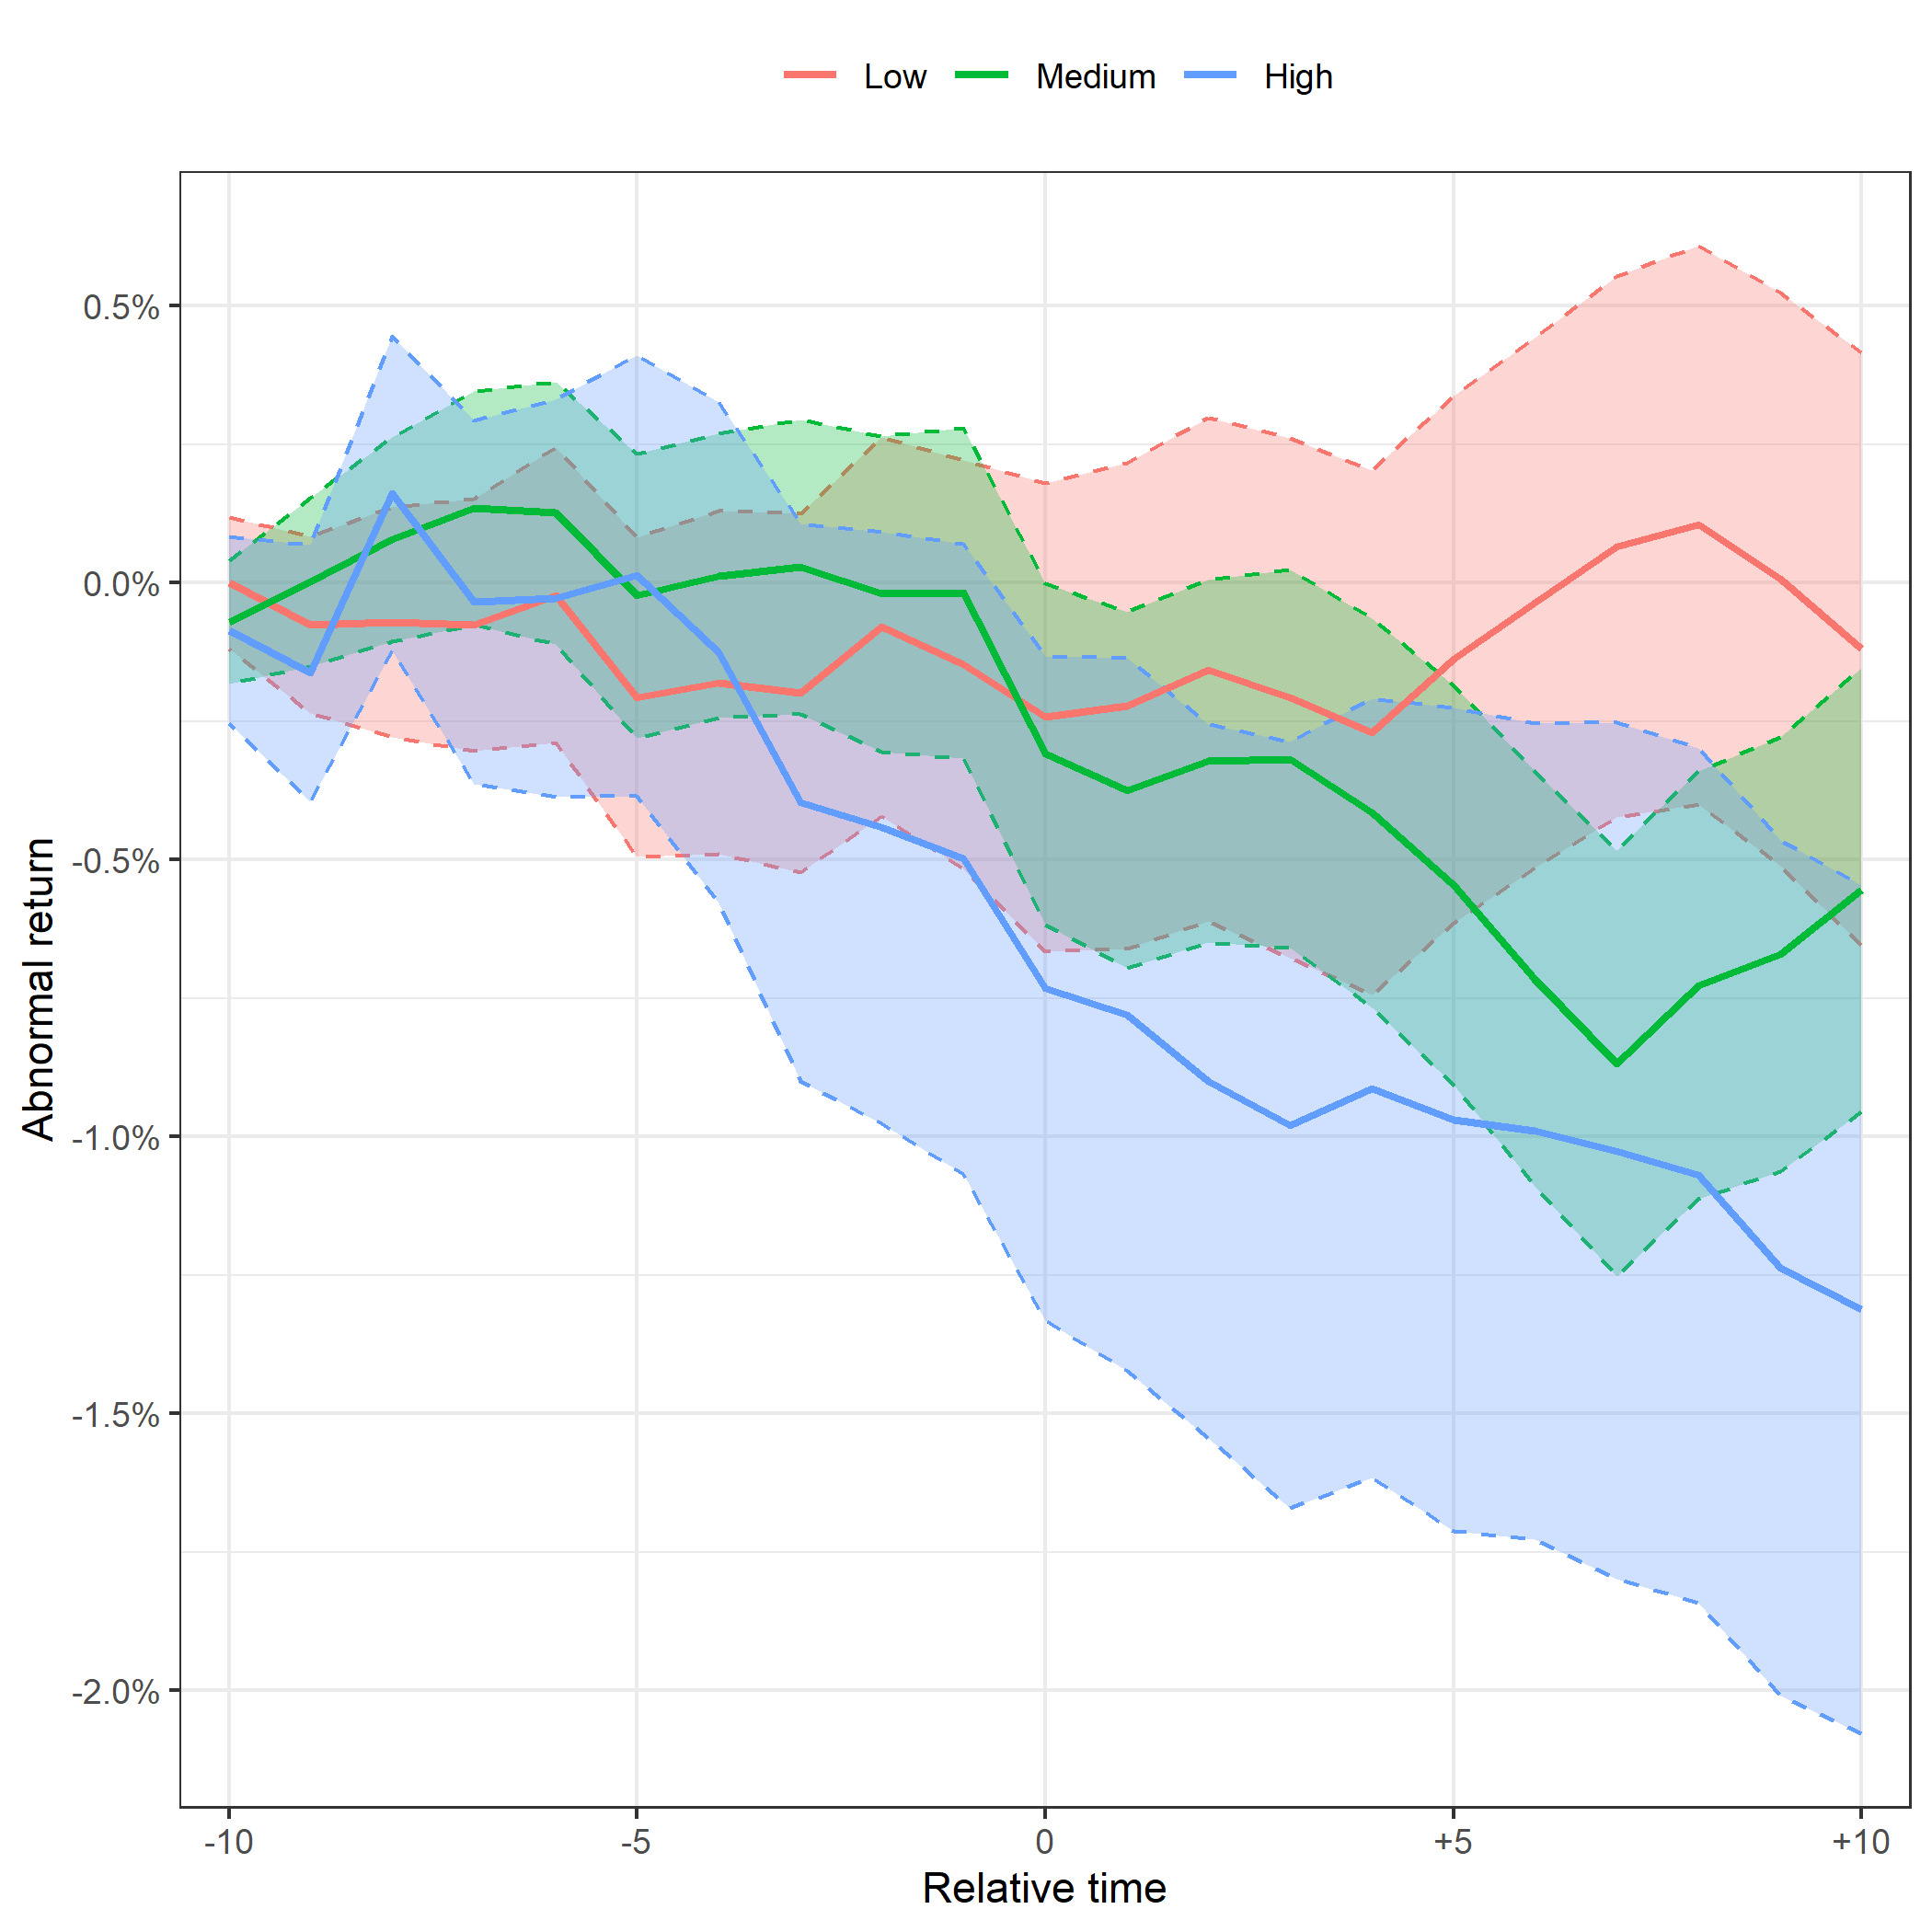 Low Medium High
Abnormal return
0.5%
0.0%
-0.5%
-1.0%
-1.5%
-2.0%
-10 -5 0 +5 +10
Relative time